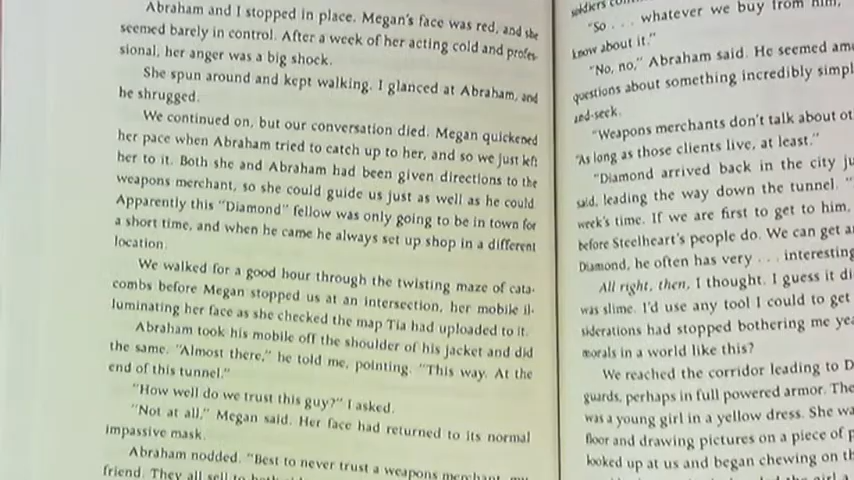 Abraham and I stopped in place. Megan's face was red, and she
seemed barely in control. After a week of her acting cold and profes-
sional, her anger was a big shock.
She spun around and kept walking. I glanced at Abraham, and
he shrugged.
We continued on, but our conversation died. Megan quickened
her pace when Abraham tried to catch up to her, and so we just left
her to it. Both she and Abraham had been given directions to the
weapons merchant, so she could guide us just as well as he could.
Apparently this "Diamond" fellow was only going to be in town for
a short time, and when he came he always set up shop in a different
location.
We walked for a good hour through the twisting maze of cata-
combs before Megan stopped us at an intersection, her mobile il-
luminating her face as she checked the map Tia had uploaded to it.
Abraham took his mobile off the shoulder of his jacket and did
the same. "Almost there," he told me, pointing. "This way. At the
end of this tunnel."
"How well do we trust this guy?" I asked.
"Not at all," Megan said. Her face had returned to its normal
impassive mask.
Abraham nodded. "Best to never trust a weapons merchant, my
friend. They all sell to
soldiers
"So . . . whatever we buy from him,
know about it."
"No, no," Abraham said. He seemed
questions about something incredibly
and-seek.
"Weapons merchants don't talk about
"As long as those clients live, at least."
"Diamond arrived back in the city
said, leading the way down the tunnel. "
week's time. If we are first to get to him,
before Steelheart's people do. We can get
Diamond, he often has very . . . interesting
All right, then, I thought. I guess it
was slime. I'd use any tool I could to get
siderations had stopped bothering me
morals in a world like this?
We reached the corridor leading to
guards, perhaps in full powered armor.
was a young girl in a yellow dress. She
floor and drawing pictures on a piece of
looked up at us and began chewing on